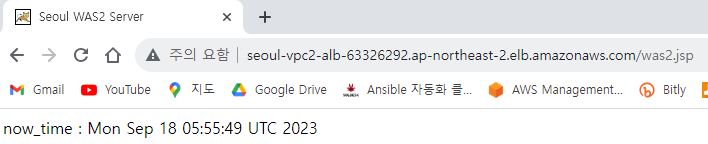 Seoul WAS2 Server
주의 요함 seoul-vpc2-alb-63326292.ap-northeast-2.elb.amazonaws.com/was2.jsp
Gmail YouTube 지도 Google Drive Ansible 자동화 클... AWS Management... Bitly
now_time : Mon Sep 18 05:55:49 UTC 2023